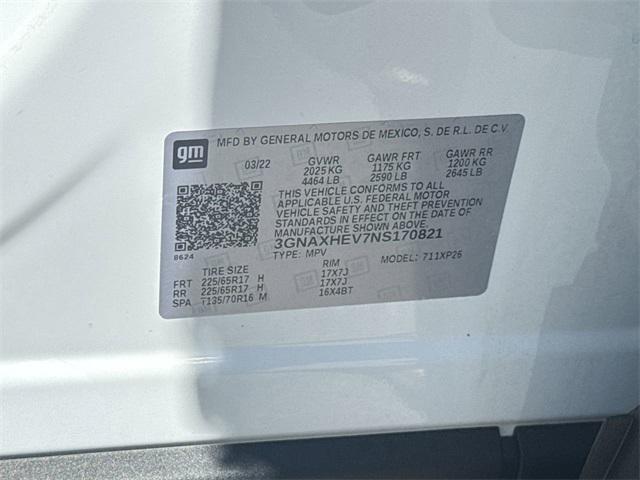 MFD BY GENERAL MOTORS DE MEXICO, S. DE R.L. DE C.V.
gm
03/22 GVWR GAWR FRT GAWR RR
2025 KG 1175 KG 1200 KG
4464 LB 2590 LB 2645 LB
THIS VEHICLE CONFORMS TO ALL
APPLICABLE U.S. FEDERAL MOTOR
VEHICLE SAFETY AND THEFT PREVENTION
STANDARDS IN EFFECT ON THE DATE OF
MANUFACTURE SHOWN ABOVE.
3GNAXHEV7NS170821
8624
TYPE: MPV MODEL: 711XP26
TIRE SIZE RIM
FRT 225/65R17 H 17X7J
RR 225/65R17 H 17X7J
SPA T135/70R16 M 16X4BT